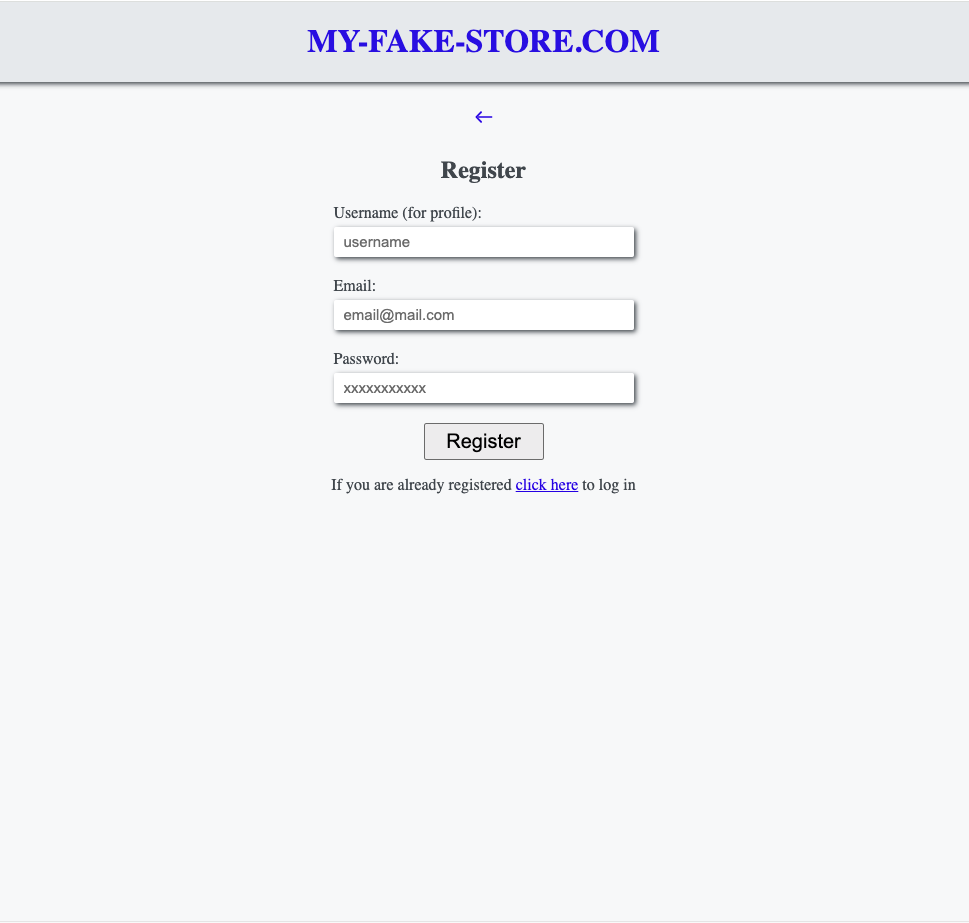 MY-FAKE-STORE.COM
←
Register
Username (for profile):
username
Email:
email@mail.com
Password:
xxxxxxxxxxx
Register
If you are already registered click here to log in